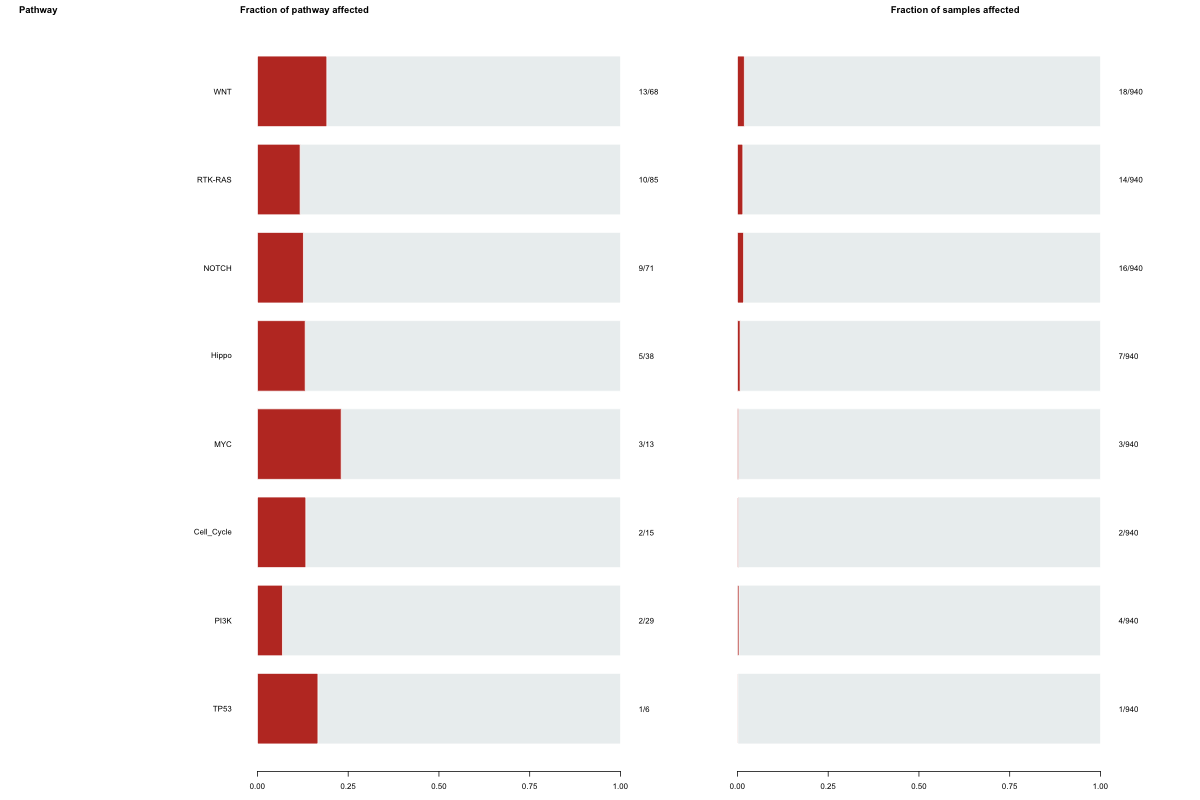 Pathway Fraction of pathway affected Fraction of samples affected
WNT 13/68 18/940
RTK-RAS 10/85 14/940
NOTCH 9/71 16/940
Hippo 5/38 7/940
MYC 3/13 3/940
Cell_Cycle 2/15 2/940
PI3K 2/29 4/940
TP53 1/6 1/940
0.00 0.25 0.50 0.75 1.00 0.00 0.25 0.50 0.75 1.00